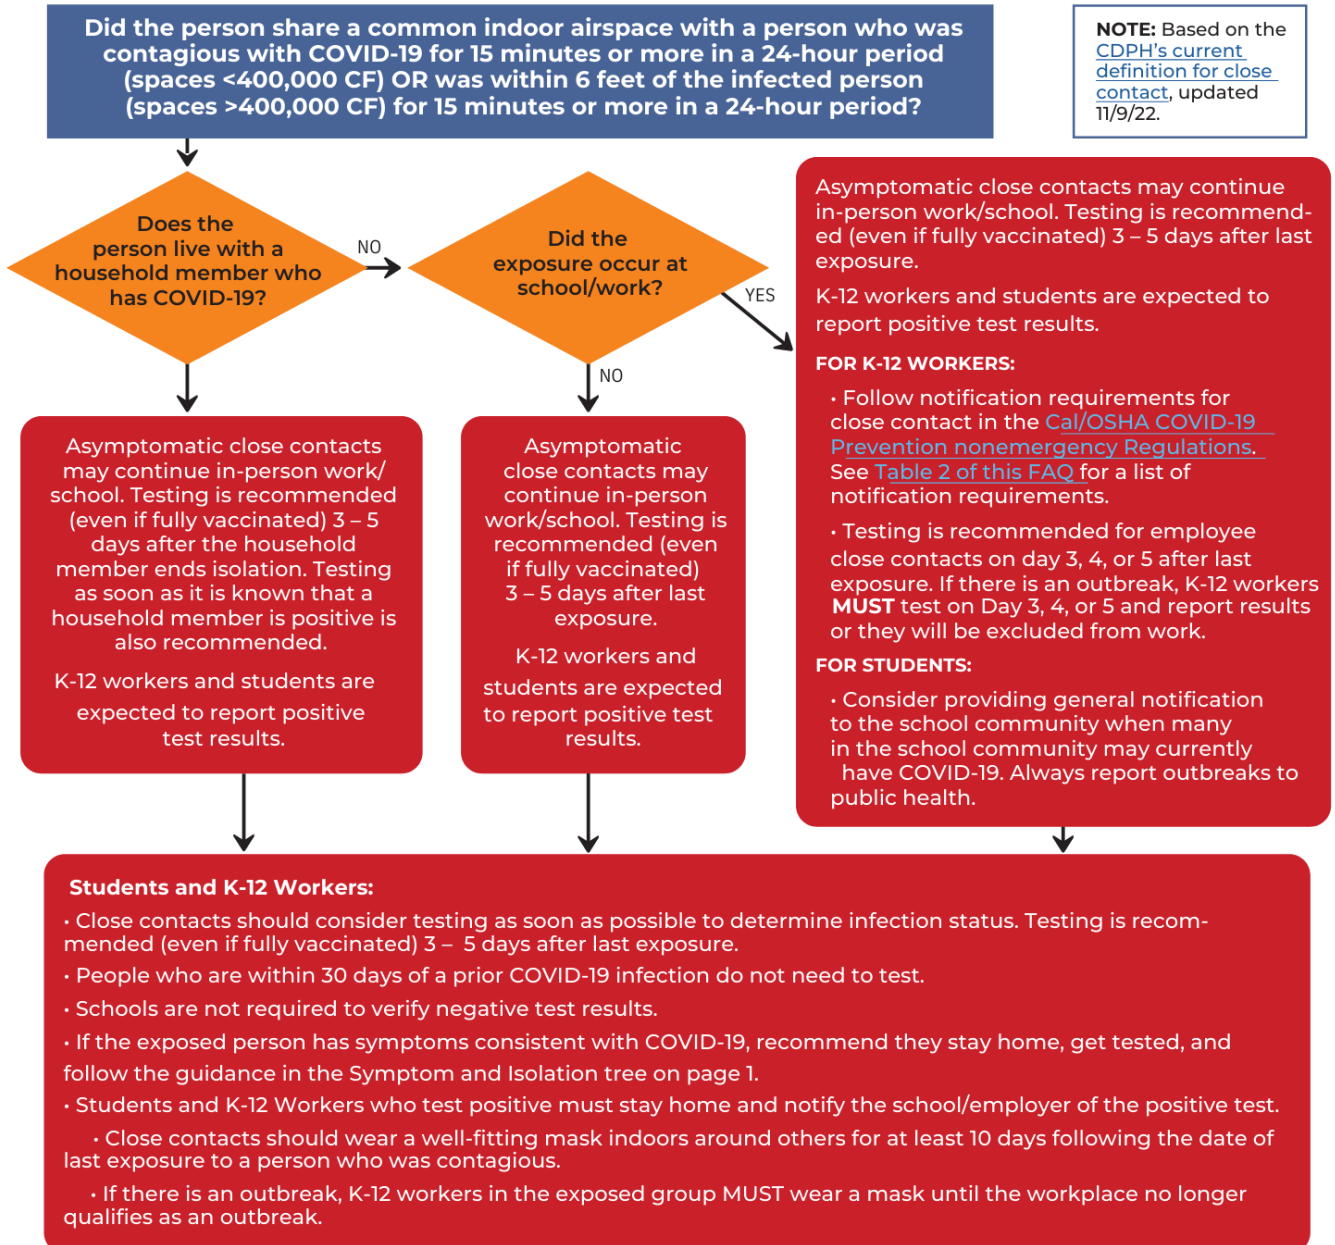 Did the person share a common indoor airspace with a person who was
contagious with COVID-19 for 15 minutes or more in a 24-hour period
(spaces <400,000 CF) OR was within 6 feet of the infected person
(spaces >400,000 CF) for 15 minutes or more in a 24-hour period?
NOTE: Based on the
CDPH's current
definition for close
contact, updated
11/9/22.
Does the
person live with a
household member who
has COVID-19?
NO
Did the
exposure occur at
school/work?
YES
NO
Asymptomatic close contacts
may continue in-person work/
school. Testing is recommended
(even if fully vaccinated) 3 – 5
days after the household
member ends isolation. Testing
as soon as it is known that a
household member is positive is
also recommended.
K-12 workers and students are
expected to report positive
test results.
Asymptomatic
close contacts may
continue in-person
work/school. Testing is
recommended (even
if fully vaccinated)
3 – 5 days after last
exposure.
K-12 workers and
students are expected
to report positive test
results.
Asymptomatic close contacts may continue
in-person work/school. Testing is recommend-
ed (even if fully vaccinated) 3 – 5 days after last
exposure.
K-12 workers and students are expected to
report positive test results.
FOR K-12 WORKERS:
• Follow notification requirements for
close contact in the Cal/OSHA COVID-19
Prevention nonemergency Regulations.
See Table 2 of this FAQ for a list of
notification requirements.
• Testing is recommended for employee
close contacts on day 3, 4, or 5 after last
exposure. If there is an outbreak, K-12 workers
MUST test on Day 3, 4, or 5 and report results
or they will be excluded from work.
FOR STUDENTS:
• Consider providing general notification
to the school community when many
in the school community may currently
have COVID-19. Always report outbreaks to
public health.
Students and K-12 Workers:
• Close contacts should consider testing as soon as possible to determine infection status. Testing is recom-
mended (even if fully vaccinated) 3 – 5 days after last exposure.
• People who are within 30 days of a prior COVID-19 infection do not need to test.
• Schools are not required to verify negative test results.
• If the exposed person has symptoms consistent with COVID-19, recommend they stay home, get tested, and
follow the guidance in the Symptom and Isolation tree on page 1.
• Students and K-12 Workers who test positive must stay home and notify the school/employer of the positive test.
• Close contacts should wear a well-fitting mask indoors around others for at least 10 days following the date of
last exposure to a person who was contagious.
• If there is an outbreak, K-12 workers in the exposed group MUST wear a mask until the workplace no longer
qualifies as an outbreak.